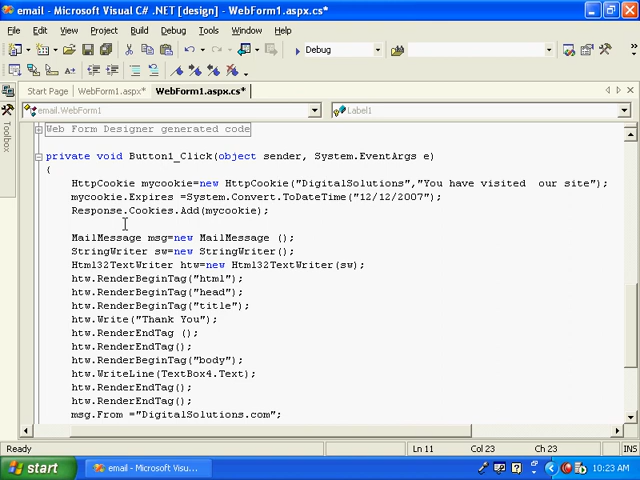 email - Microsoft Visual C# .NET [design] - WebForm1.aspx.cs*
File Edit View Project Build Debug Tools Window Help
Debug
Start Page WebForm1.aspx* WebForm1.aspx.cs*
email.WebForm1 Label1
Toolbox
Web Form Designer generated code
private void Button1_Click(object sender, System.EventArgs e)
{
HttpCookie mycookie=new HttpCookie("DigitalSolutions","You have visited  our site");
mycookie.Expires =System.Convert.ToDateTime("12/12/2007");
Response.Cookies.Add(mycookie);
MailMessage msg=new MailMessage ();
StringWriter sw=new StringWriter();
Html32TextWriter htw=new Html32TextWriter(sw);
htw.RenderBeginTag("html");
htw.RenderBeginTag("head");
htw.RenderBeginTag("title");
htw.Write("Thank You");
htw.RenderEndTag ();
htw.RenderEndTag();
htw.RenderBeginTag("body");
htw.WriteLine(TextBox4.Text);
htw.RenderEndTag();
htw.RenderEndTag();
msg.From ="DigitalSolutions.com";
Ready Ln 11 Col 23 Ch 23 INS
start email - Microsoft Visu... 10:23 AM